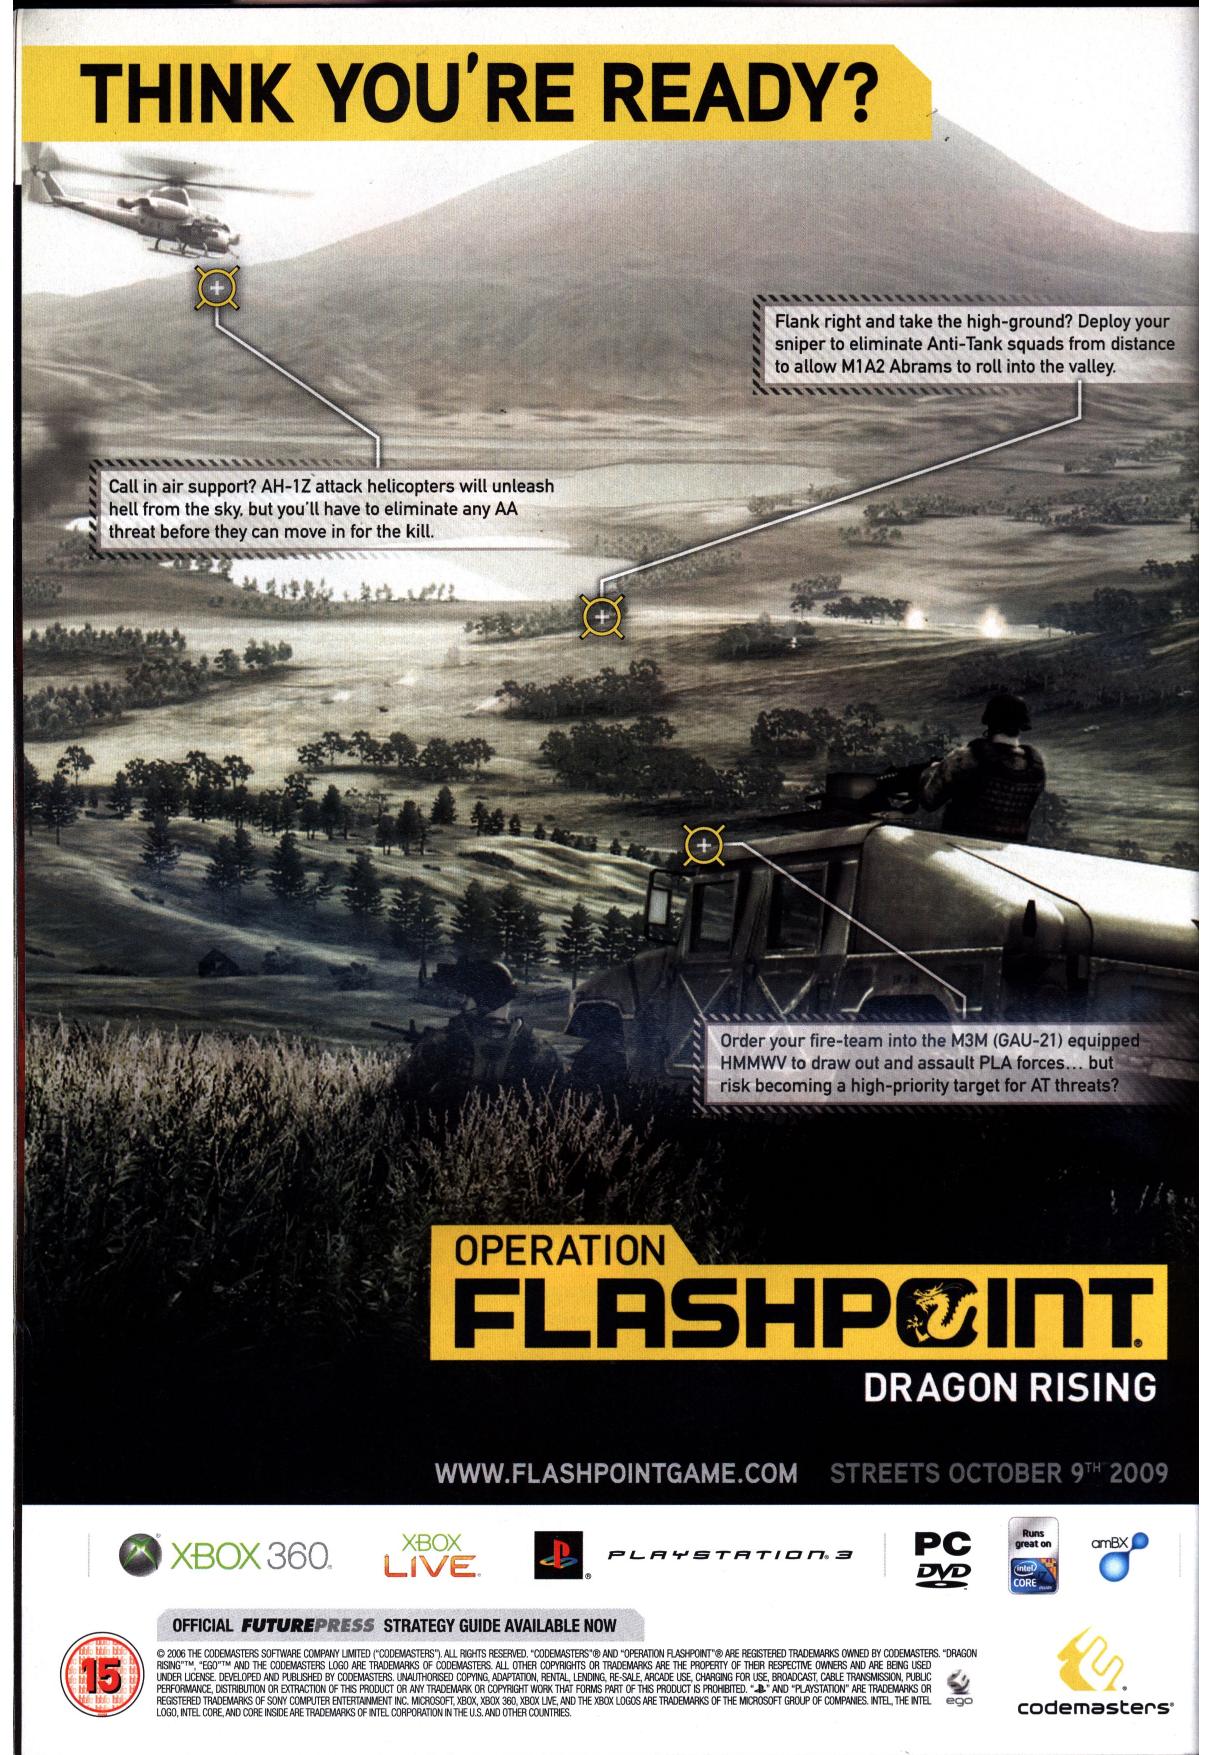 THINK YOU'RE READY?
Flank right and take the high-ground? Deploy your
sniper to eliminate Anti-Tank squads from distance
to allow M1A2 Abrams to roll into the valley.
Call in air support? AH-1Z attack helicopters will unleash
hell from the sky, but you'll have to eliminate any AA
threat before they can move in for the kill.
Order your fire-team into the M3M (GAU-21) equipped
HMMWV to draw out and assault PLA forces... but
risk becoming a high-priority target for AT threats?
OPERATION
FLASHPOINT®
DRAGON RISING
WWW.FLASHPOINTGAME.COM STREETS OCTOBER 9TH 2009
XBOX 360. XBOX LIVE. PLAYSTATION. 3 PC DVD Runs great on intel CORE i7 inside amBX
OFFICIAL FUTUREPRESS STRATEGY GUIDE AVAILABLE NOW
15
© 2006 THE CODEMASTERS SOFTWARE COMPANY LIMITED ("CODEMASTERS"). ALL RIGHTS RESERVED. "CODEMASTERS"® AND "OPERATION FLASHPOINT"® ARE REGISTERED TRADEMARKS OWNED BY CODEMASTERS. "DRAGON
RISING"™, "EGO"™ AND THE CODEMASTERS LOGO ARE TRADEMARKS OF CODEMASTERS. ALL OTHER COPYRIGHTS OR TRADEMARKS ARE THE PROPERTY OF THEIR RESPECTIVE OWNERS AND ARE BEING USED
UNDER LICENSE. DEVELOPED AND PUBLISHED BY CODEMASTERS. UNAUTHORISED COPYING, ADAPTATION, RENTAL, LENDING, RE-SALE, ARCADE USE, CHARGING FOR USE, BROADCAST, CABLE TRANSMISSION, PUBLIC
PERFORMANCE, DISTRIBUTION OR EXTRACTION OF THIS PRODUCT OR ANY TRADEMARK OR COPYRIGHT WORK THAT FORMS PART OF THIS PRODUCT IS PROHIBITED. " " AND "PLAYSTATION" ARE TRADEMARKS OR
REGISTERED TRADEMARKS OF SONY COMPUTER ENTERTAINMENT INC. MICROSOFT, XBOX, XBOX 360, XBOX LIVE, AND THE XBOX LOGOS ARE TRADEMARKS OF THE MICROSOFT GROUP OF COMPANIES. INTEL, THE INTEL
LOGO, INTEL CORE, AND CORE INSIDE ARE TRADEMARKS OF INTEL CORPORATION IN THE U.S. AND OTHER COUNTRIES.
ego
codemasters®